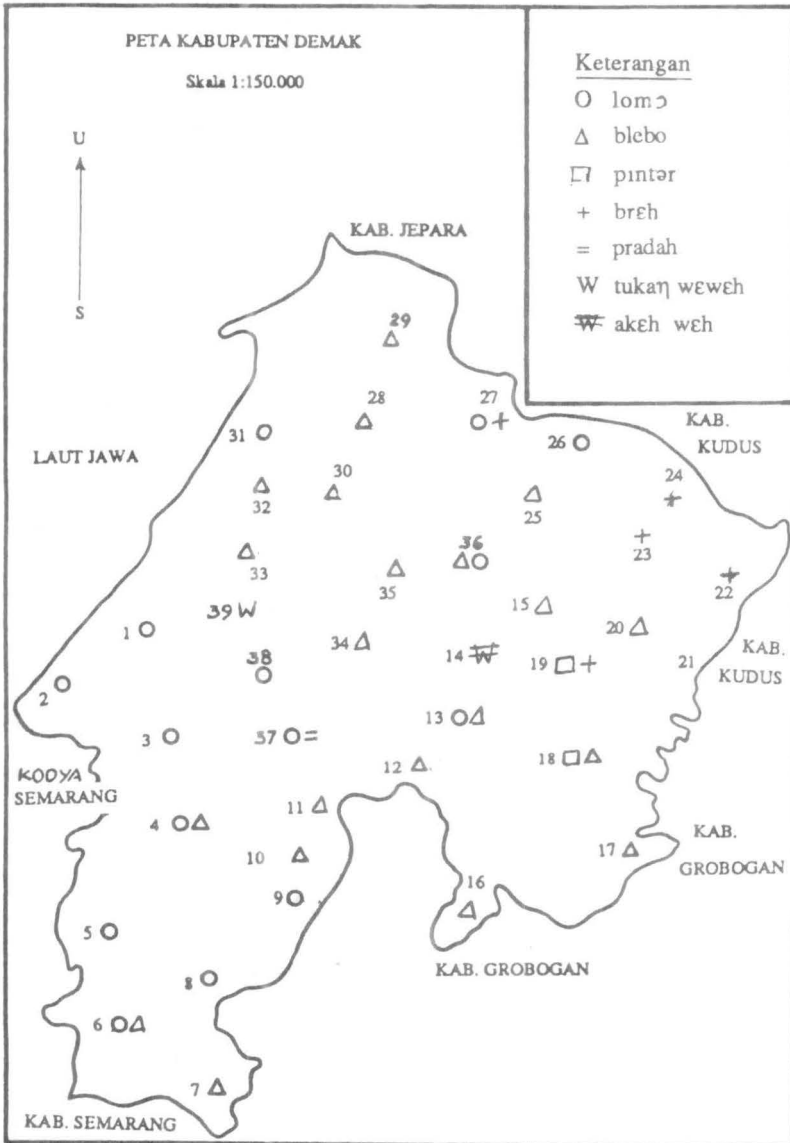 PETA KABUPATEN DEMAK
Skala 1:150.000
U
S
Keterangan
O lomɔ
Δ blebo
□ pɪntər
+ brɛh
= pradah
W tukaŋ wɛwɛh
W akɛh wɛh
KAB. JEPARA
29
28
27
31
26
KAB.
KUDUS
LAUT JAWA
24
30
32
25
23
36
33
35
22
39 W
15
20
1
34
14 W
19
21
KAB.
KUDUS
38
2
13
3
37
18
12
KODYA
SEMARANG
11
4
KAB.
GROBOGAN
17
10
16
9
5
KAB. GROBOGAN
8
6
7
KAB. SEMARANG